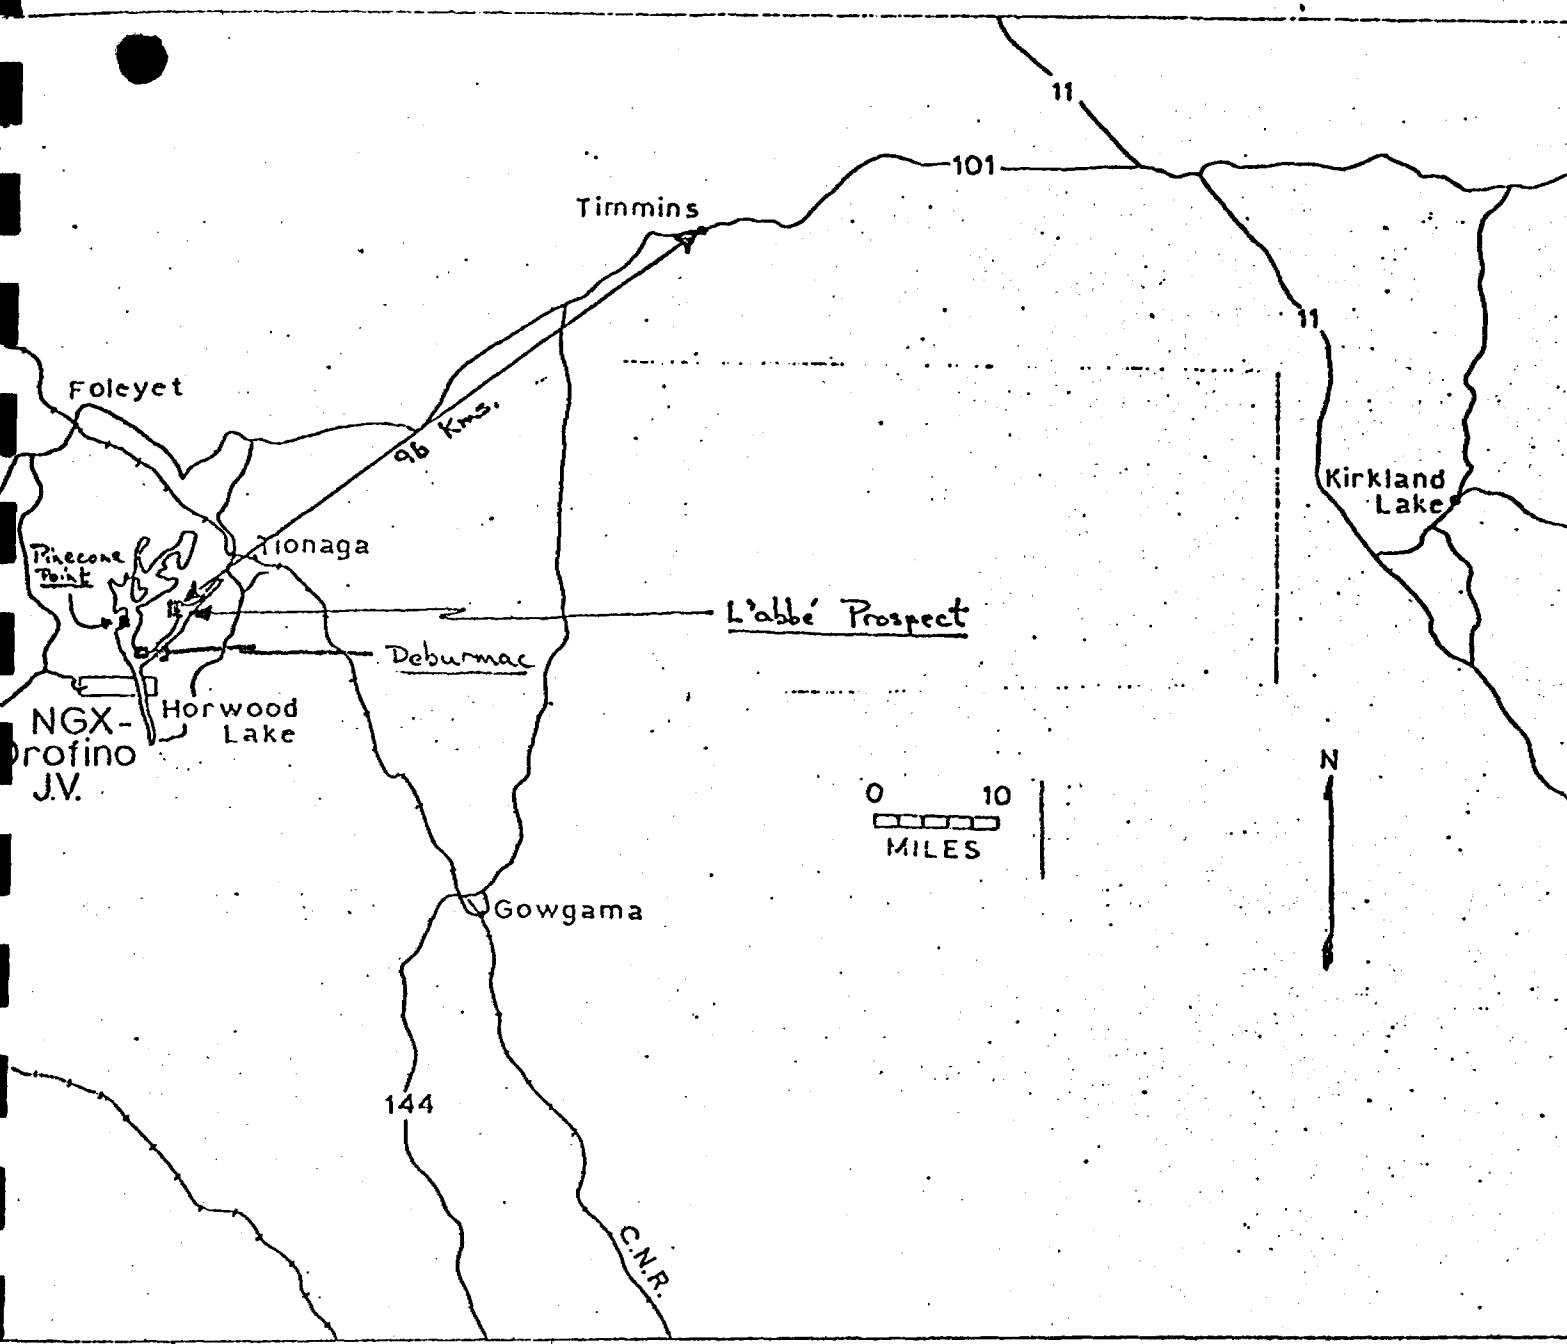 11
101
Timmins
11
Foleyet
96 Kms.
Kirkland
Lake
Tionaga
Pinecone
Point
L'abbé Prospect
Deburmac
Horwood
Lake
NGX-
Orofino
J.V.
N
0 10
MILES
Gowgama
144
C.N.R.